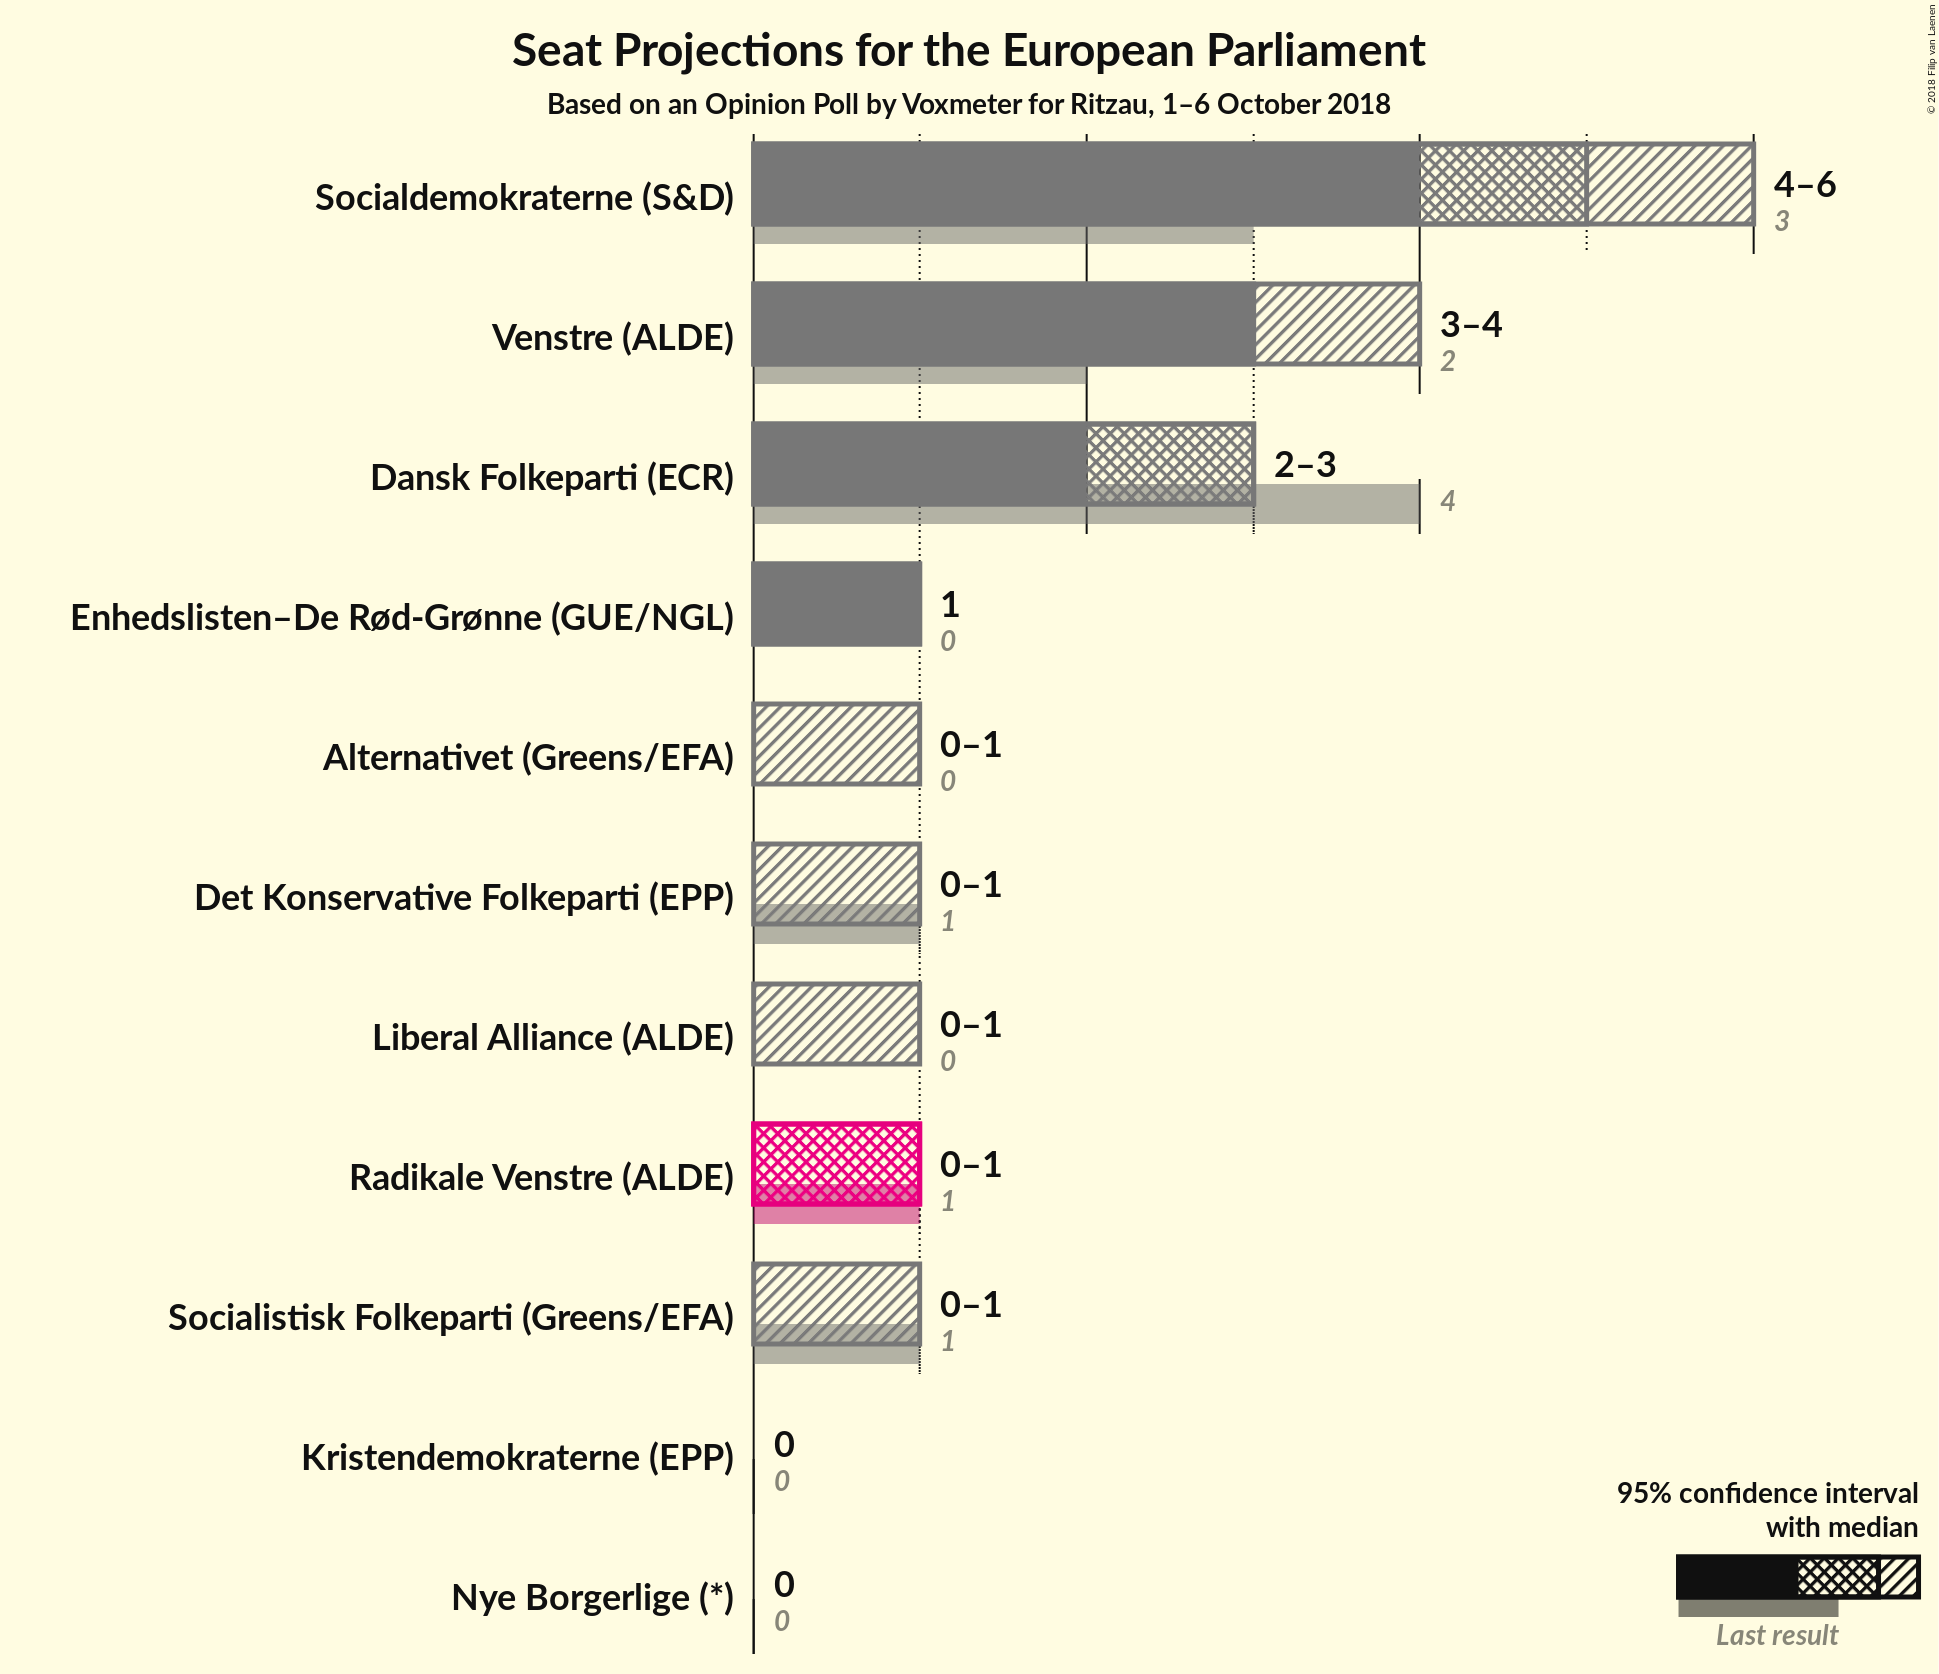 Seat Projections for the European Parliament
Based on an Opinion Poll by Voxmeter for Ritzau, 1–6 October 2018
© 2018 Filip van Laenen
Socialdemokraterne (S&D)
4–6
3
Venstre (ALDE)
3–4
2
Dansk Folkeparti (ECR)
2–3
4
Enhedslisten–De Rød-Grønne (GUE/NGL)
1
0
Alternativet (Greens/EFA)
0–1
0
Det Konservative Folkeparti (EPP)
0–1
1
Liberal Alliance (ALDE)
0–1
0
Radikale Venstre (ALDE)
0–1
1
Socialistisk Folkeparti (Greens/EFA)
0–1
1
Kristendemokraterne (EPP)
0
0
Nye Borgerlige (*)
0
0
95% confidence interval
with median
Last result